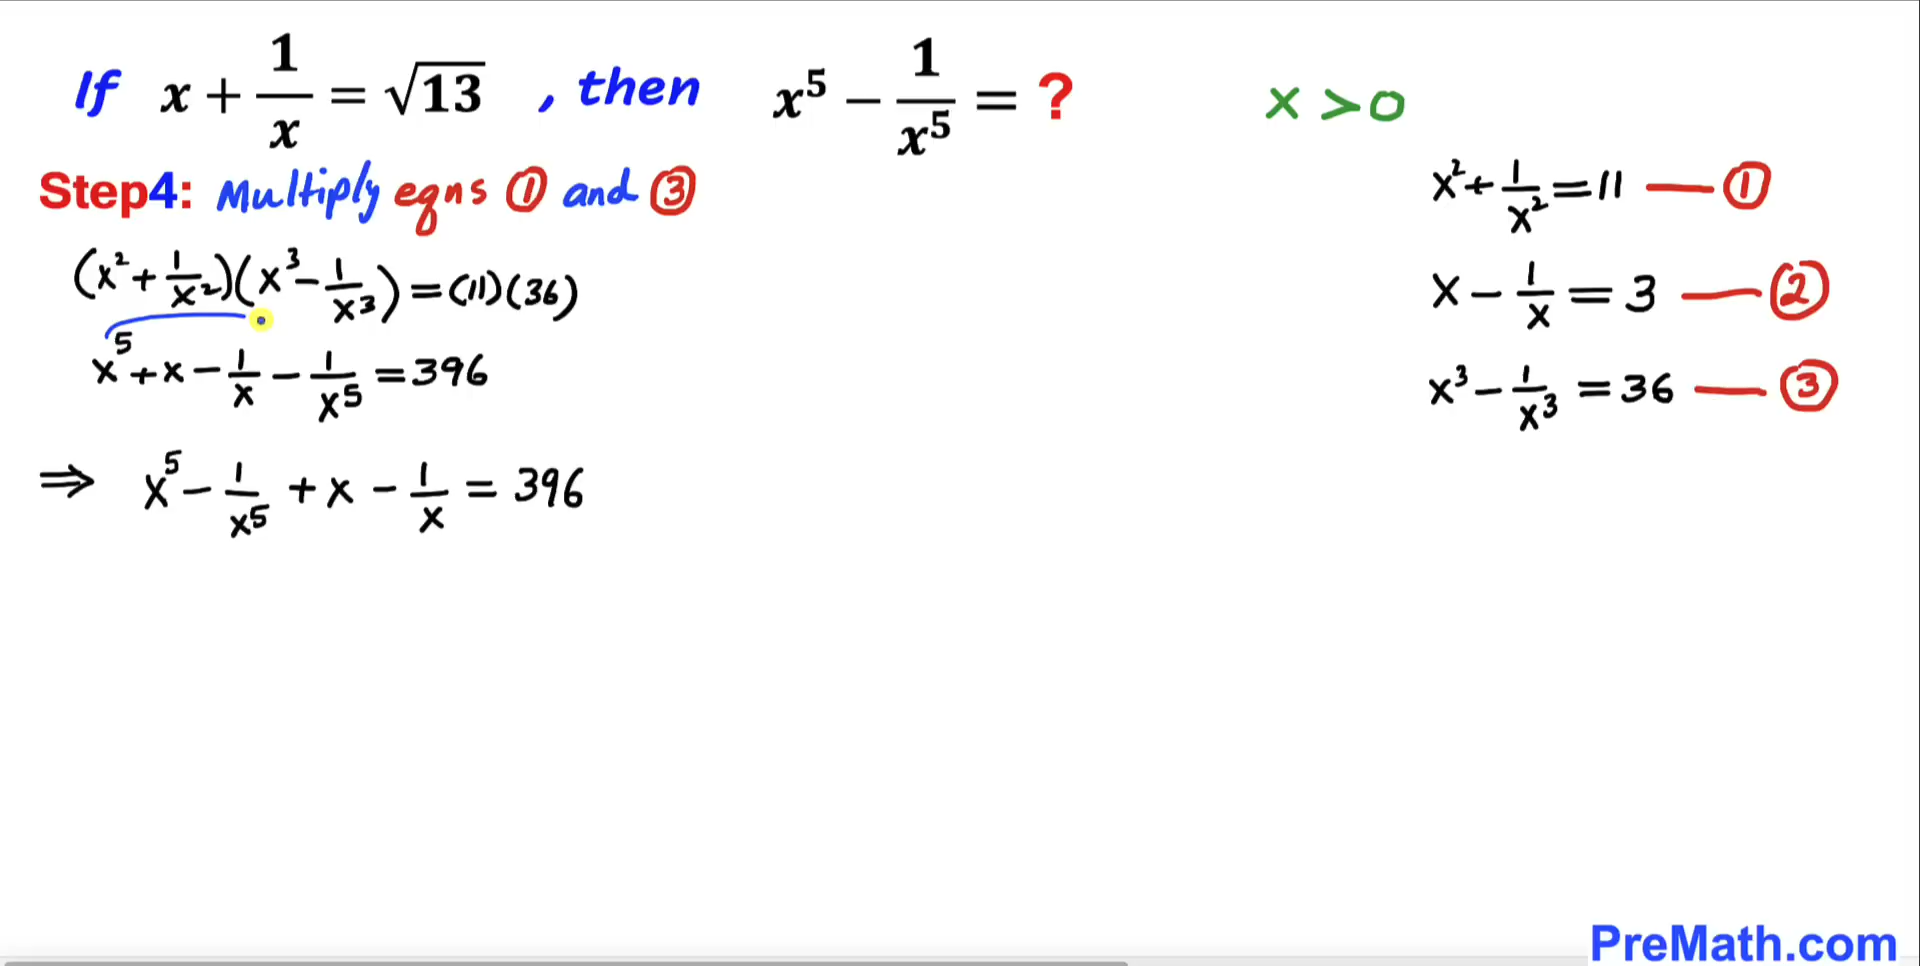 If x + 1/x = √13 , then x⁵ − 1/x⁵ = ?
x > 0
Step4: Multiply eqns ① and ③
(x² + 1/x²)(x³ − 1/x³) = (11)(36)
x⁵ + x − 1/x − 1/x⁵ = 396
⇒ x⁵ − 1/x⁵ + x − 1/x = 396
x² + 1/x² = 11 — ①
x − 1/x = 3 — ②
x³ − 1/x³ = 36 — ③
PreMath.com